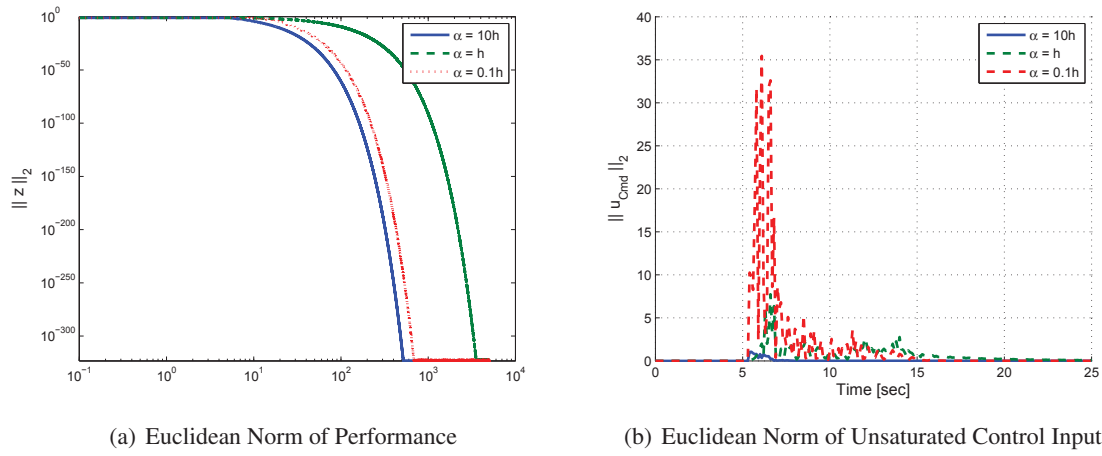 10^0
10^-50
10^-100
10^-150
10^-200
10^-250
10^-300
|| z ||_2
α = 10h
α = h
α = 0.1h
10^-1
10^0
10^1
10^2
10^3
10^4
(a) Euclidean Norm of Performance
40
35
30
25
20
15
10
5
0
|| u_Cmd ||_2
α = 10h
α = h
α = 0.1h
0
5
10
15
20
25
Time [sec]
(b) Euclidean Norm of Unsaturated Control Input